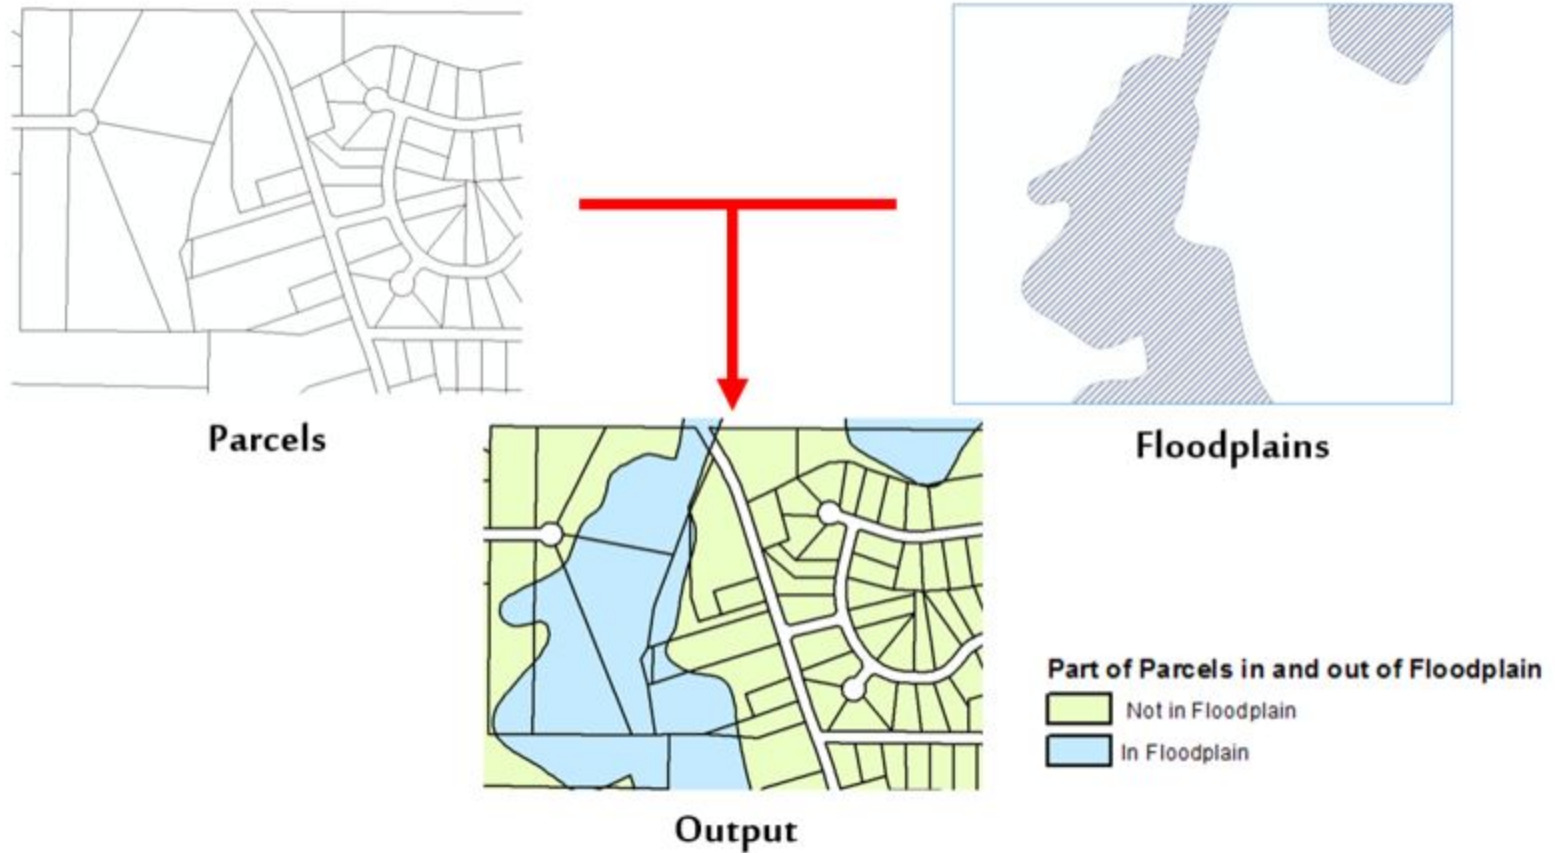 Parcels
Floodplains
Part of Parcels in and out of Floodplain
Not in Floodplain
In Floodplain
Output